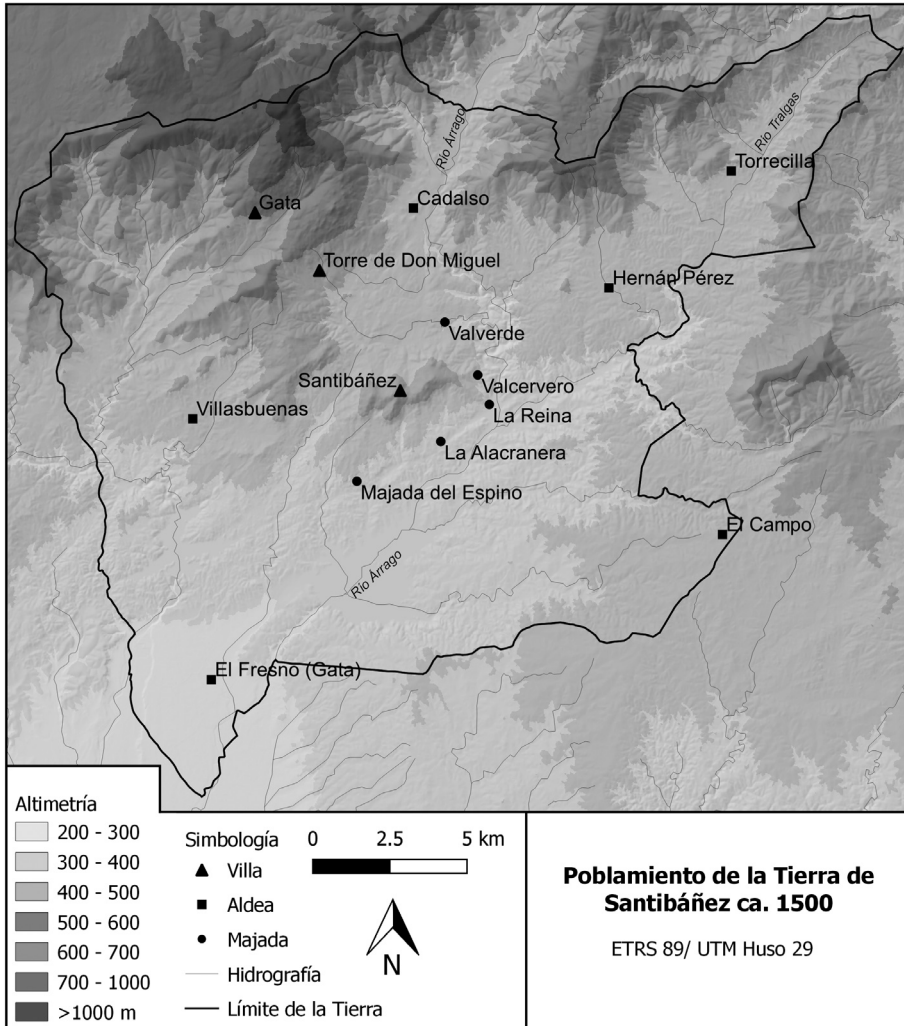 Rio Árrago
Rio Tralgas
Torrecilla
Gata
Cadalso
Torre de Don Miguel
Hernán Pérez
Valverde
Santibáñez
Valcervero
Villasbuenas
La Reina
La Alacranera
Majada del Espino
El Campo
Rio Árrago
El Fresno (Gata)
Altimetría
200 - 300
300 - 400
400 - 500
500 - 600
600 - 700
700 - 1000
>1000 m
Simbología
Villa
Aldea
Majada
Hidrografía
Límite de la Tierra
0 2.5 5 km
N
Poblamiento de la Tierra de
Santibáñez ca. 1500
ETRS 89/ UTM Huso 29